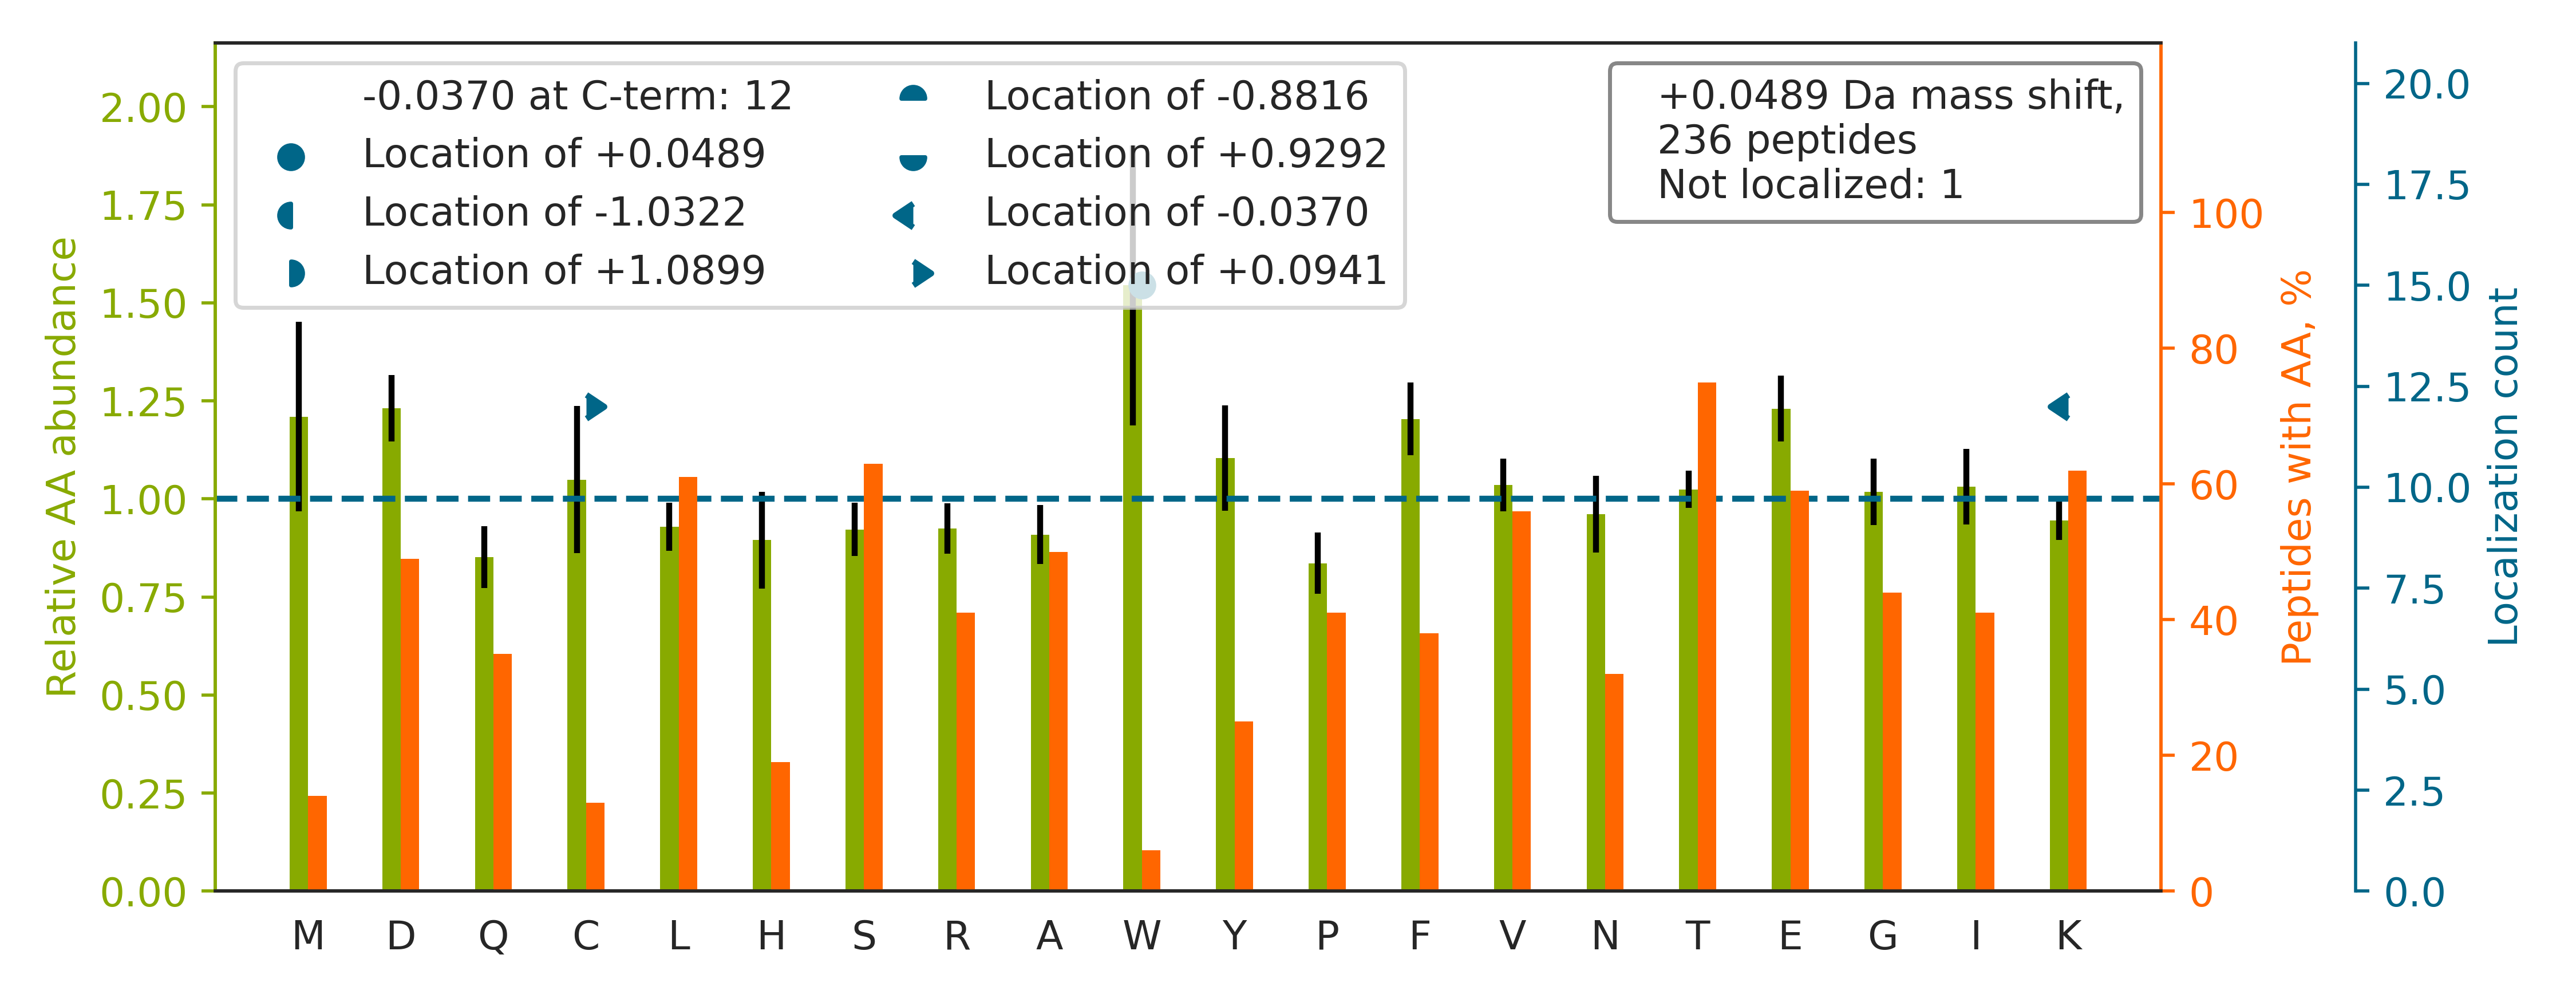 -0.0370 at C-term: 12
Location of +0.0489
Location of -1.0322
Location of +1.0899
Location of -0.8816
Location of +0.9292
Location of -0.0370
Location of +0.0941
+0.0489 Da mass shift,
236 peptides
Not localized: 1
Relative AA abundance
2.00
1.75
1.50
1.25
1.00
0.75
0.50
0.25
0.00
M D Q C L H S R A W Y P F V N T E G I K
100
80
60
40
20
0
Peptides with AA, %
20.0
17.5
15.0
12.5
10.0
7.5
5.0
2.5
0.0
Localization count